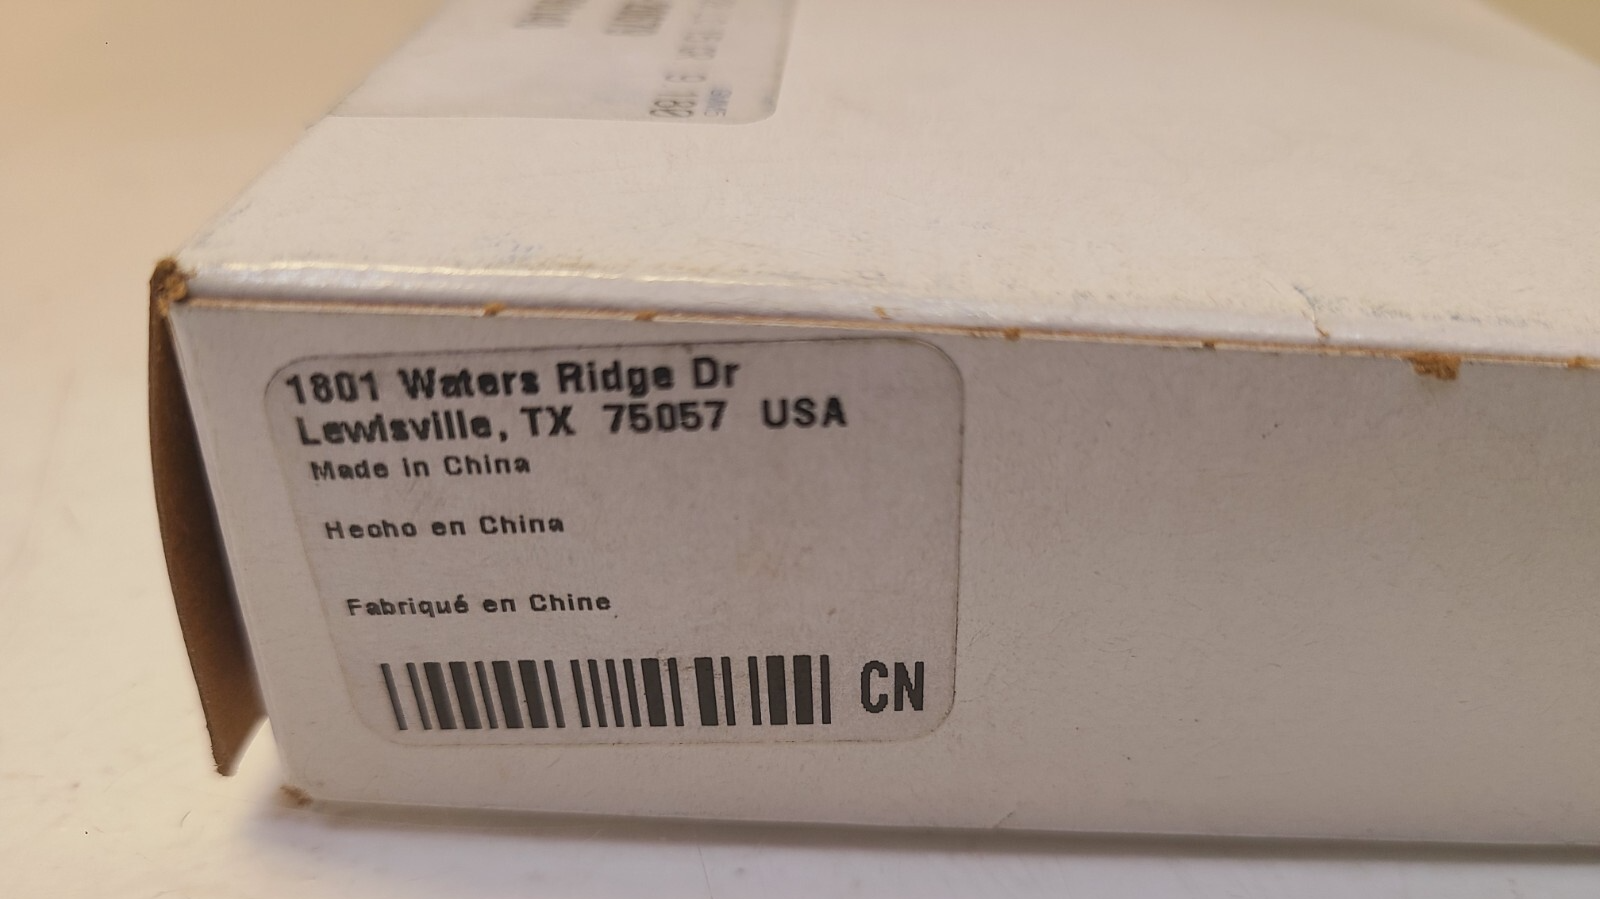 1801 Waters Ridge Dr
Lewisville, TX 75057 USA
Made in China
Hecho en China
Fabriqué en Chine
CN